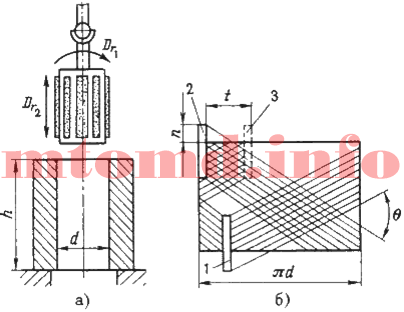 Dr1
Dr2
h
d
а)
2
t
3
n
1
θ
πd
б)
mtomd.info